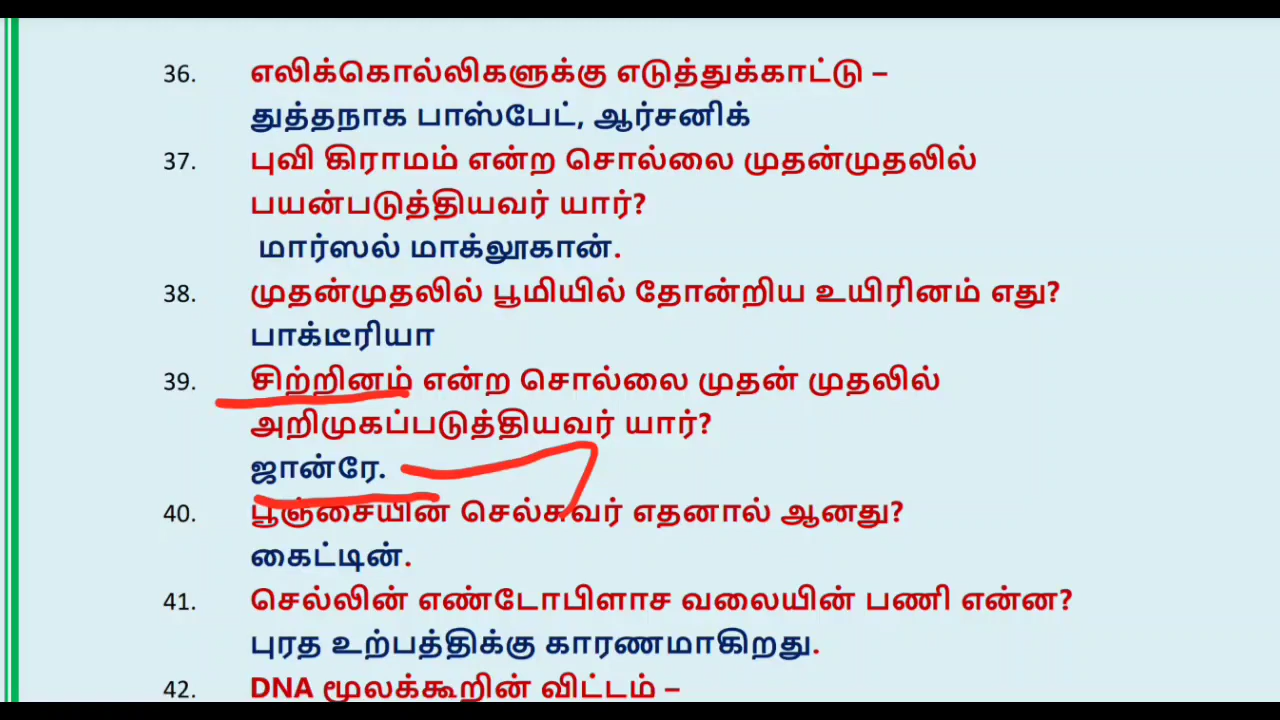 36. எலிக்கொல்லிகளுக்கு எடுத்துக்காட்டு –
துத்தநாக பாஸ்பேட், ஆர்சனிக்
37. புவி கிராமம் என்ற சொல்லை முதன்முதலில்
பயன்படுத்தியவர் யார்?
மார்ஸல் மாக்லூகான்.
38. முதன்முதலில் பூமியில் தோன்றிய உயிரினம் எது?
பாக்டீரியா
39. சிற்றினம் என்ற சொல்லை முதன் முதலில்
அறிமுகப்படுத்தியவர் யார்?
ஜான்ரே.
40. பூஞ்சையின் செல்சுவர் எதனால் ஆனது?
கைட்டின்.
41. செல்லின் எண்டோபிளாச வலையின் பணி என்ன?
புரத உற்பத்திக்கு காரணமாகிறது.
42. DNA மூலக்கூறின் விட்டம் –